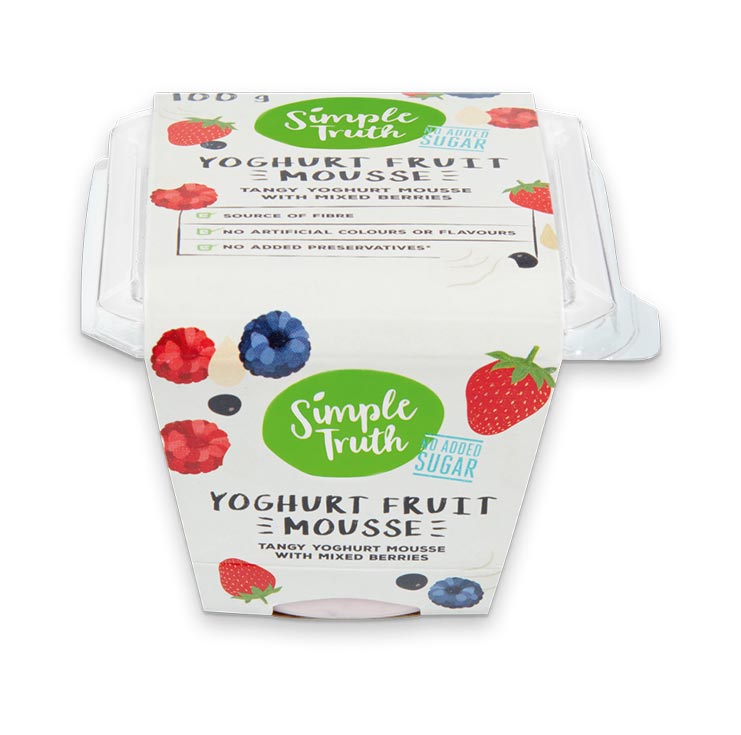 100 g
Simple
Truth
NO ADDED
SUGAR
YOGHURT FRUIT
MOUSSE
TANGY YOGHURT MOUSSE
WITH MIXED BERRIES
SOURCE OF FIBRE
NO ARTIFICIAL COLOURS OR FLAVOURS
NO ADDED PRESERVATIVES*
Simple
Truth
NO ADDED
SUGAR
YOGHURT FRUIT
MOUSSE
TANGY YOGHURT MOUSSE
WITH MIXED BERRIES